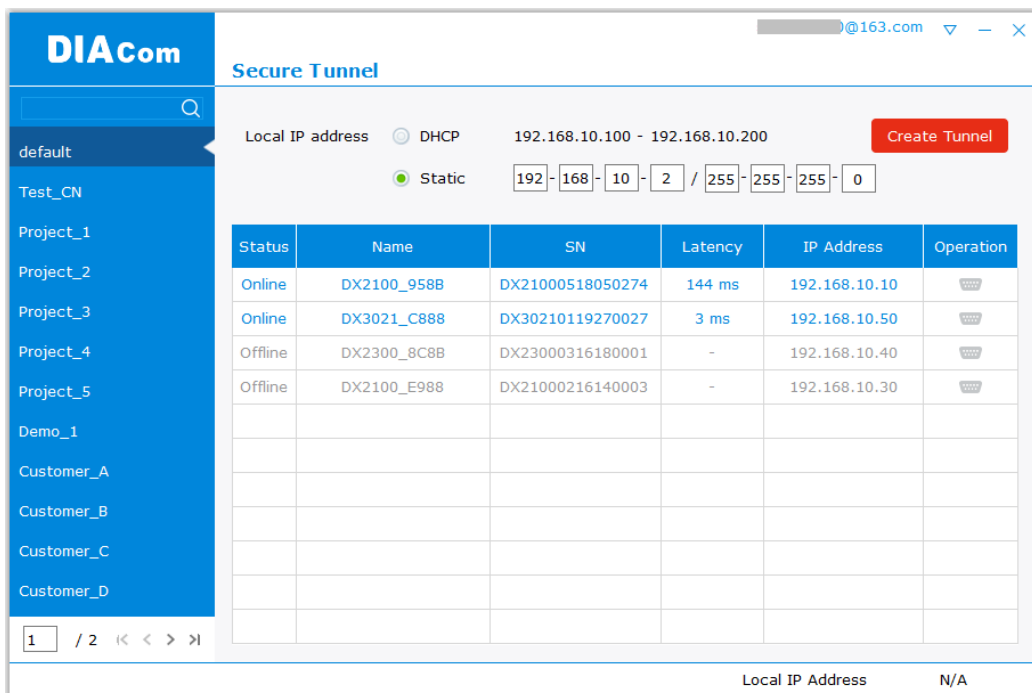 @163.com
DIACom
Secure Tunnel
Local IP address DHCP 192.168.10.100 - 192.168.10.200 Create Tunnel
Static 192 - 168 - 10 - 2 / 255 - 255 - 255 - 0
default
Test_CN
Project_1
Project_2
Project_3
Project_4
Project_5
Demo_1
Customer_A
Customer_B
Customer_C
Customer_D
1 / 2
Status Name SN Latency IP Address Operation
Online DX2100_958B DX21000518050274 144 ms 192.168.10.10
Online DX3021_C888 DX30210119270027 3 ms 192.168.10.50
Offline DX2300_8C8B DX23000316180001 - 192.168.10.40
Offline DX2100_E988 DX21000216140003 - 192.168.10.30
Local IP Address N/A